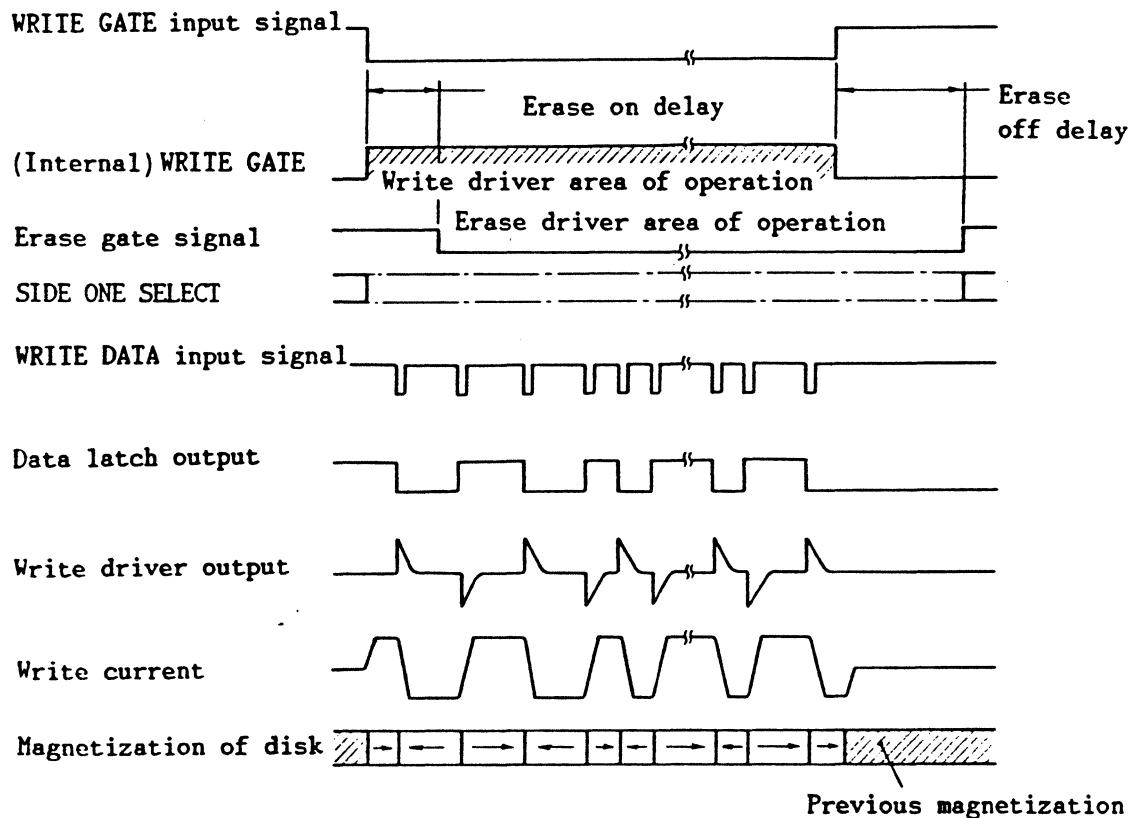 WRITE GATE input signal
Erase on delay
Erase
off delay
(Internal) WRITE GATE
Write driver area of operation
Erase driver area of operation
Erase gate signal
SIDE ONE SELECT
WRITE DATA input signal
Data latch output
Write driver output
Write current
Magnetization of disk
Previous magnetization